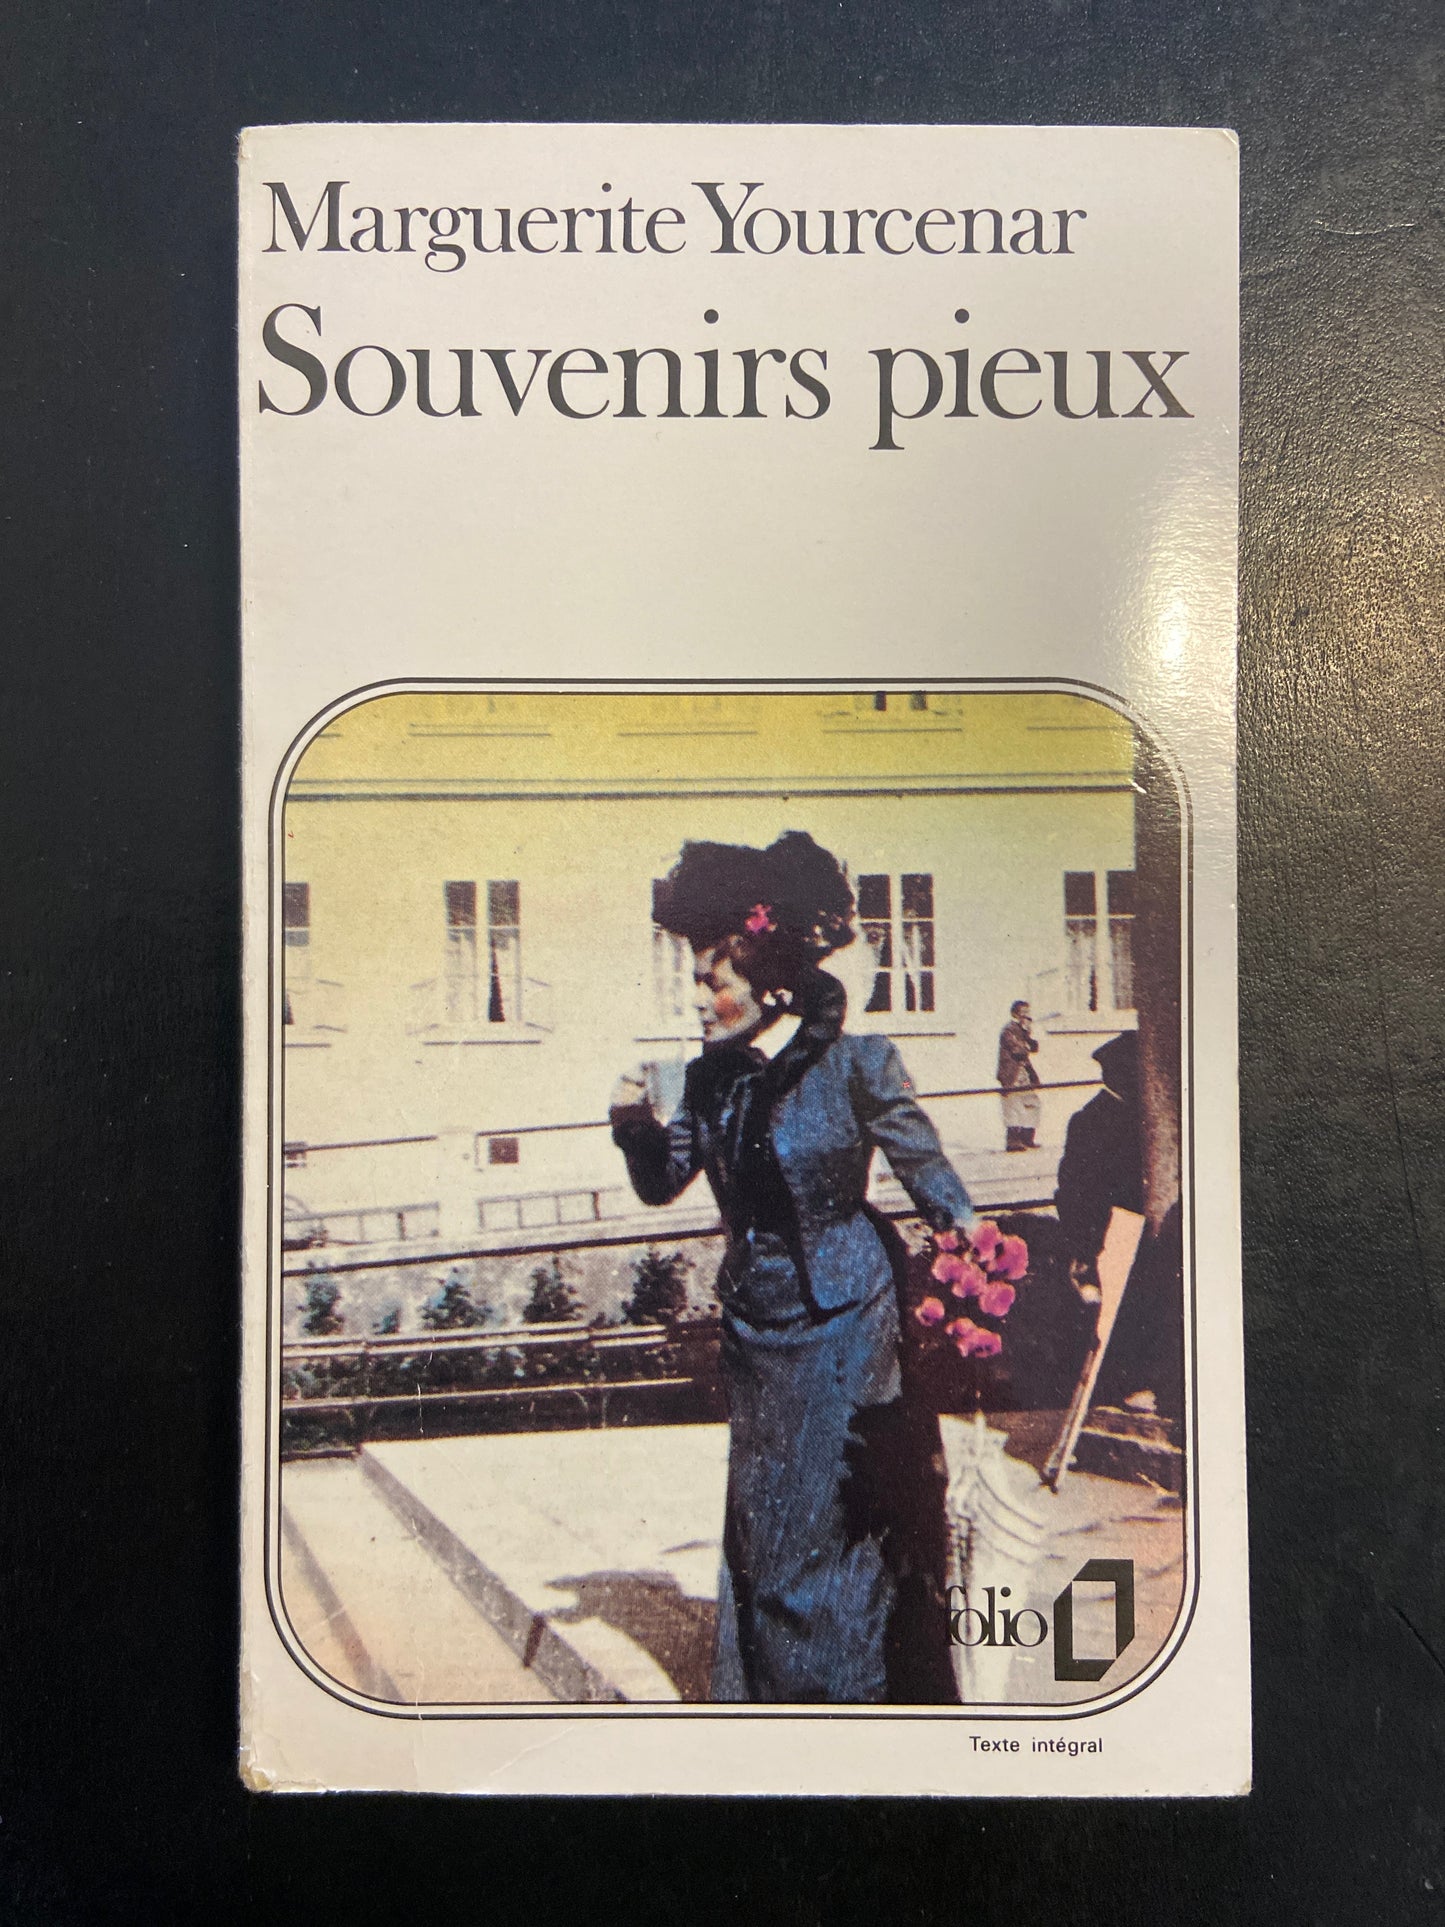 Marguerite Yourcenar
Souvenirs pieux
folio
Texte intégral